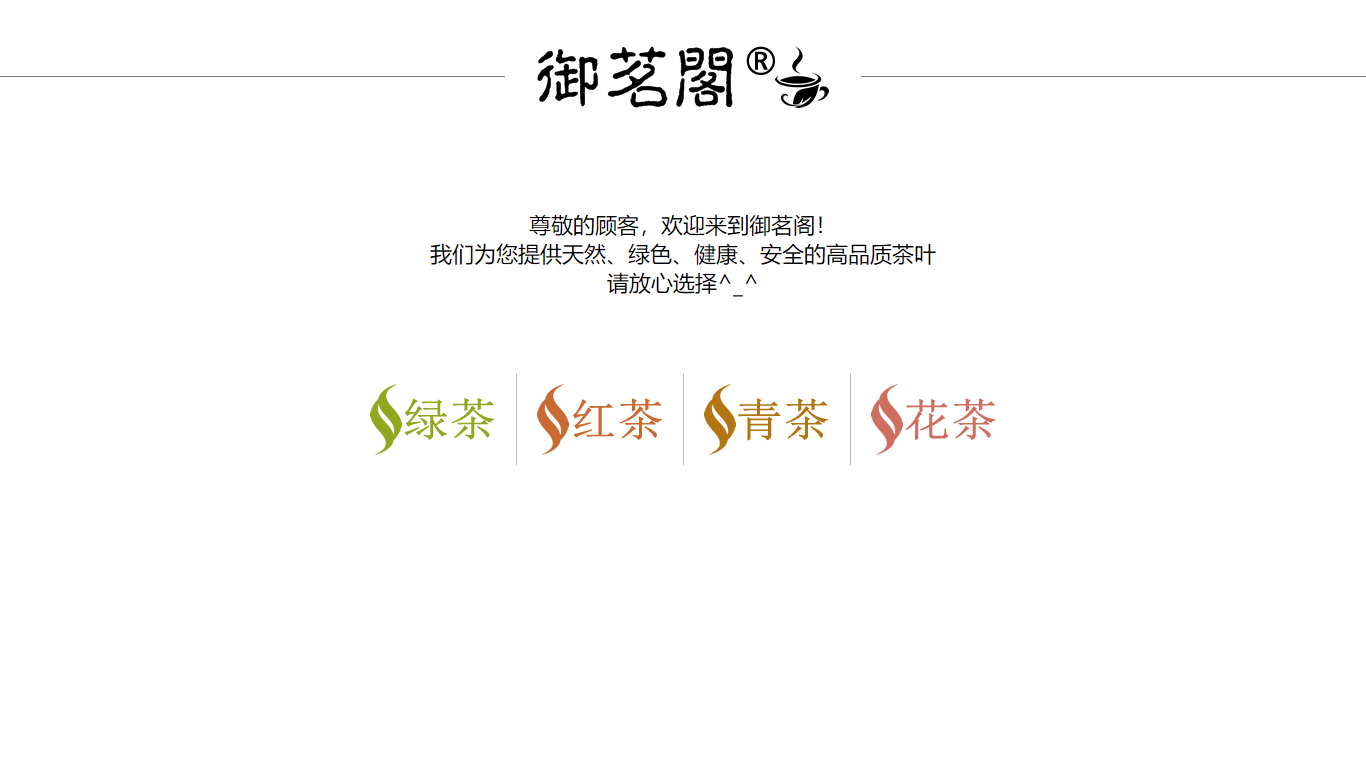 御茗閣®
尊敬的顾客，欢迎来到御茗阁！
我们为您提供天然、绿色、健康、安全的高品质茶叶
请放心选择^_^
绿茶
红茶
青茶
花茶